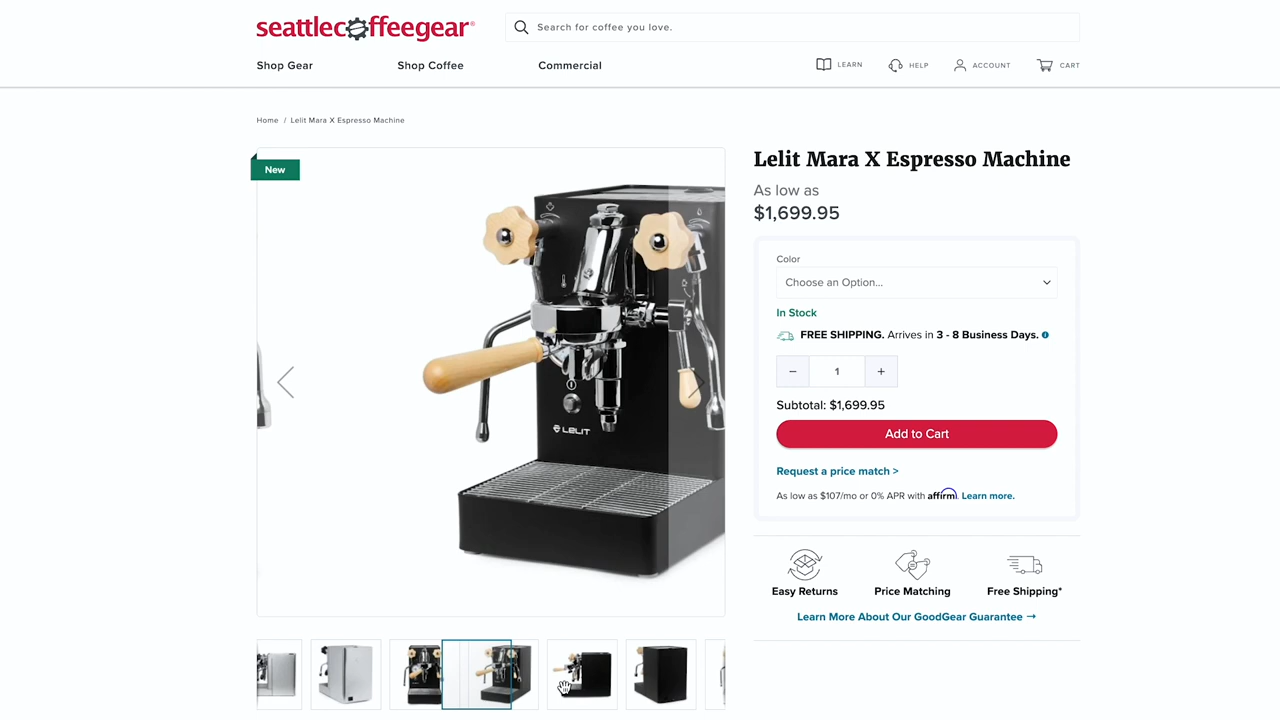 seattlecoffeegear®
Search for coffee you love.
Shop Gear
Shop Coffee
Commercial
LEARN
HELP
ACCOUNT
CART
Home / Lelit Mara X Espresso Machine
New
LELIT
Lelit Mara X Espresso Machine
As low as
$1,699.95
Color
Choose an Option...
In Stock
FREE SHIPPING. Arrives in 3 - 8 Business Days.
− 1 +
Subtotal: $1,699.95
Add to Cart
Request a price match >
As low as $107/mo or 0% APR with affirm. Learn more.
Easy Returns
Price Matching
Free Shipping*
Learn More About Our GoodGear Guarantee →